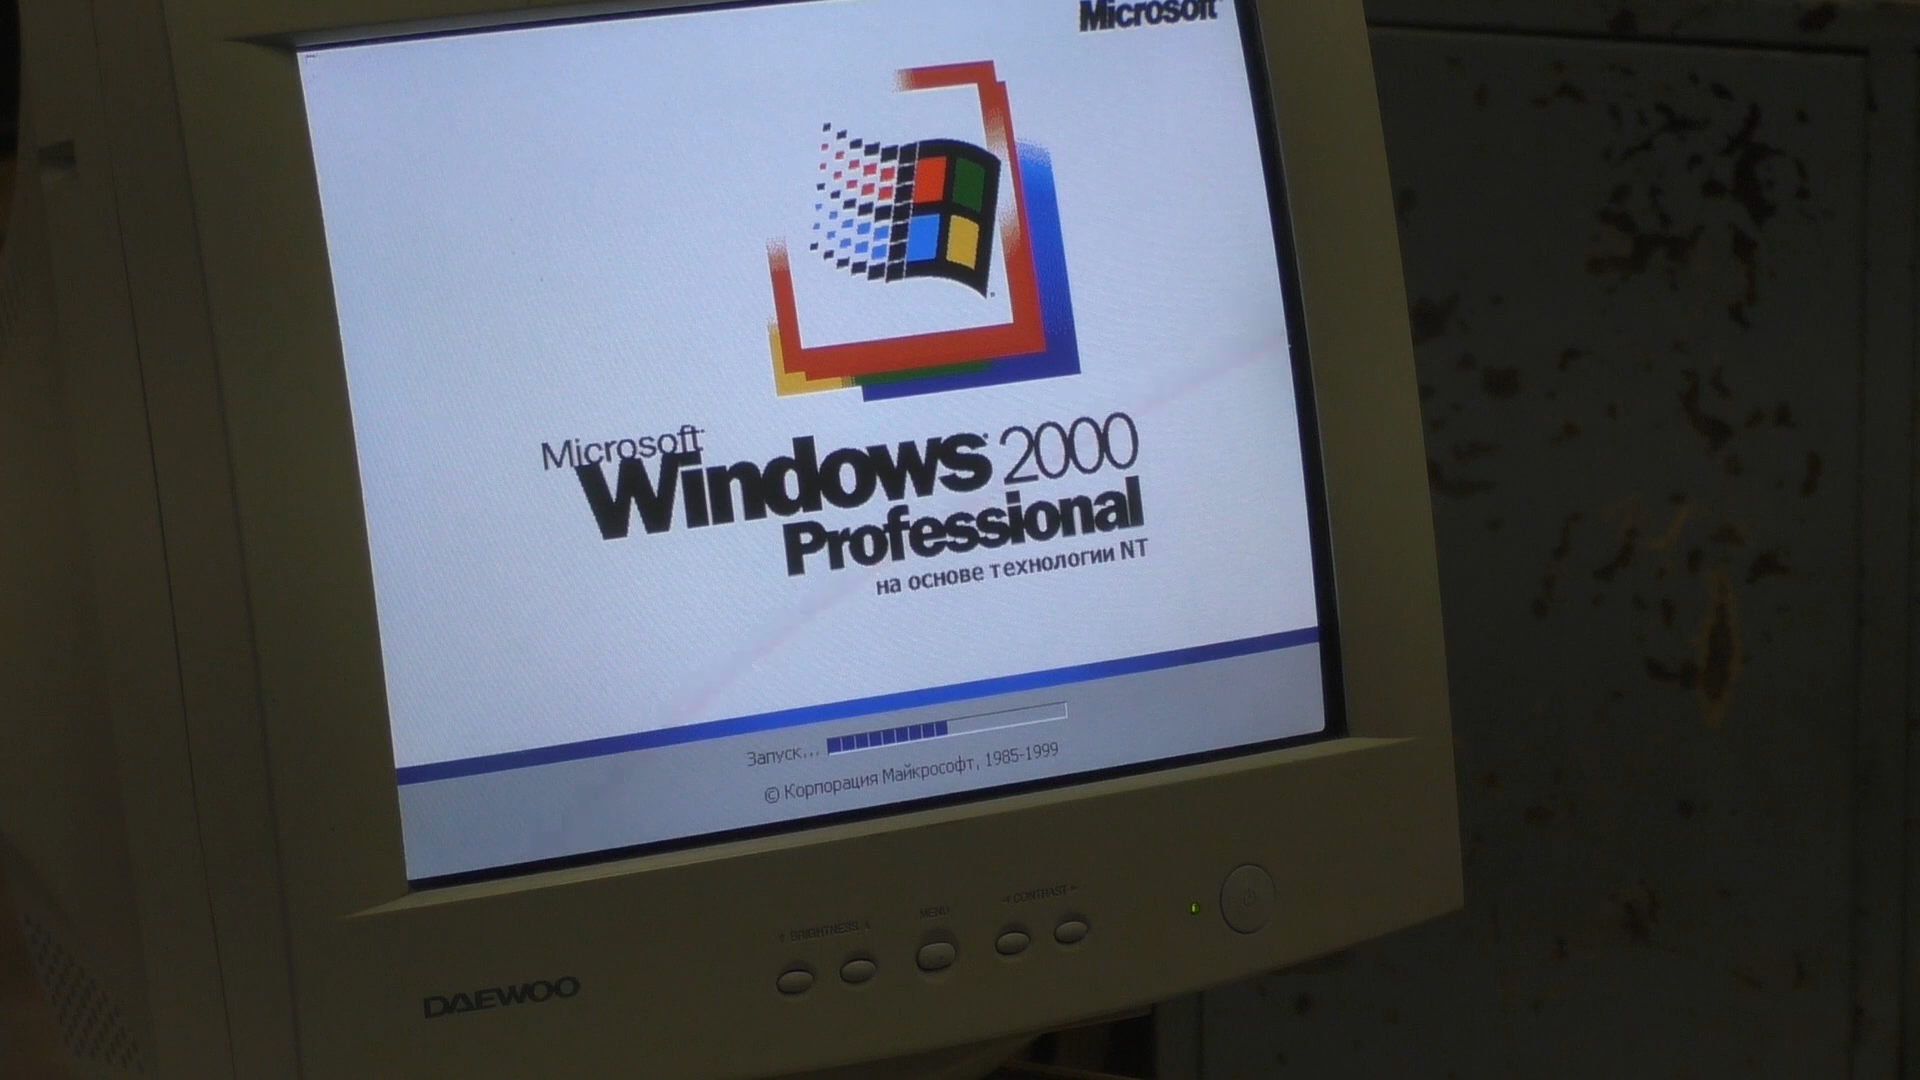 Microsoft
Microsoft
Windows 2000
Professional
на основе технологии NT
Запуск...
© Корпорация Майкрософт, 1985-1999
BRIGHTNESS
MENU
CONTRAST
DAEWOO